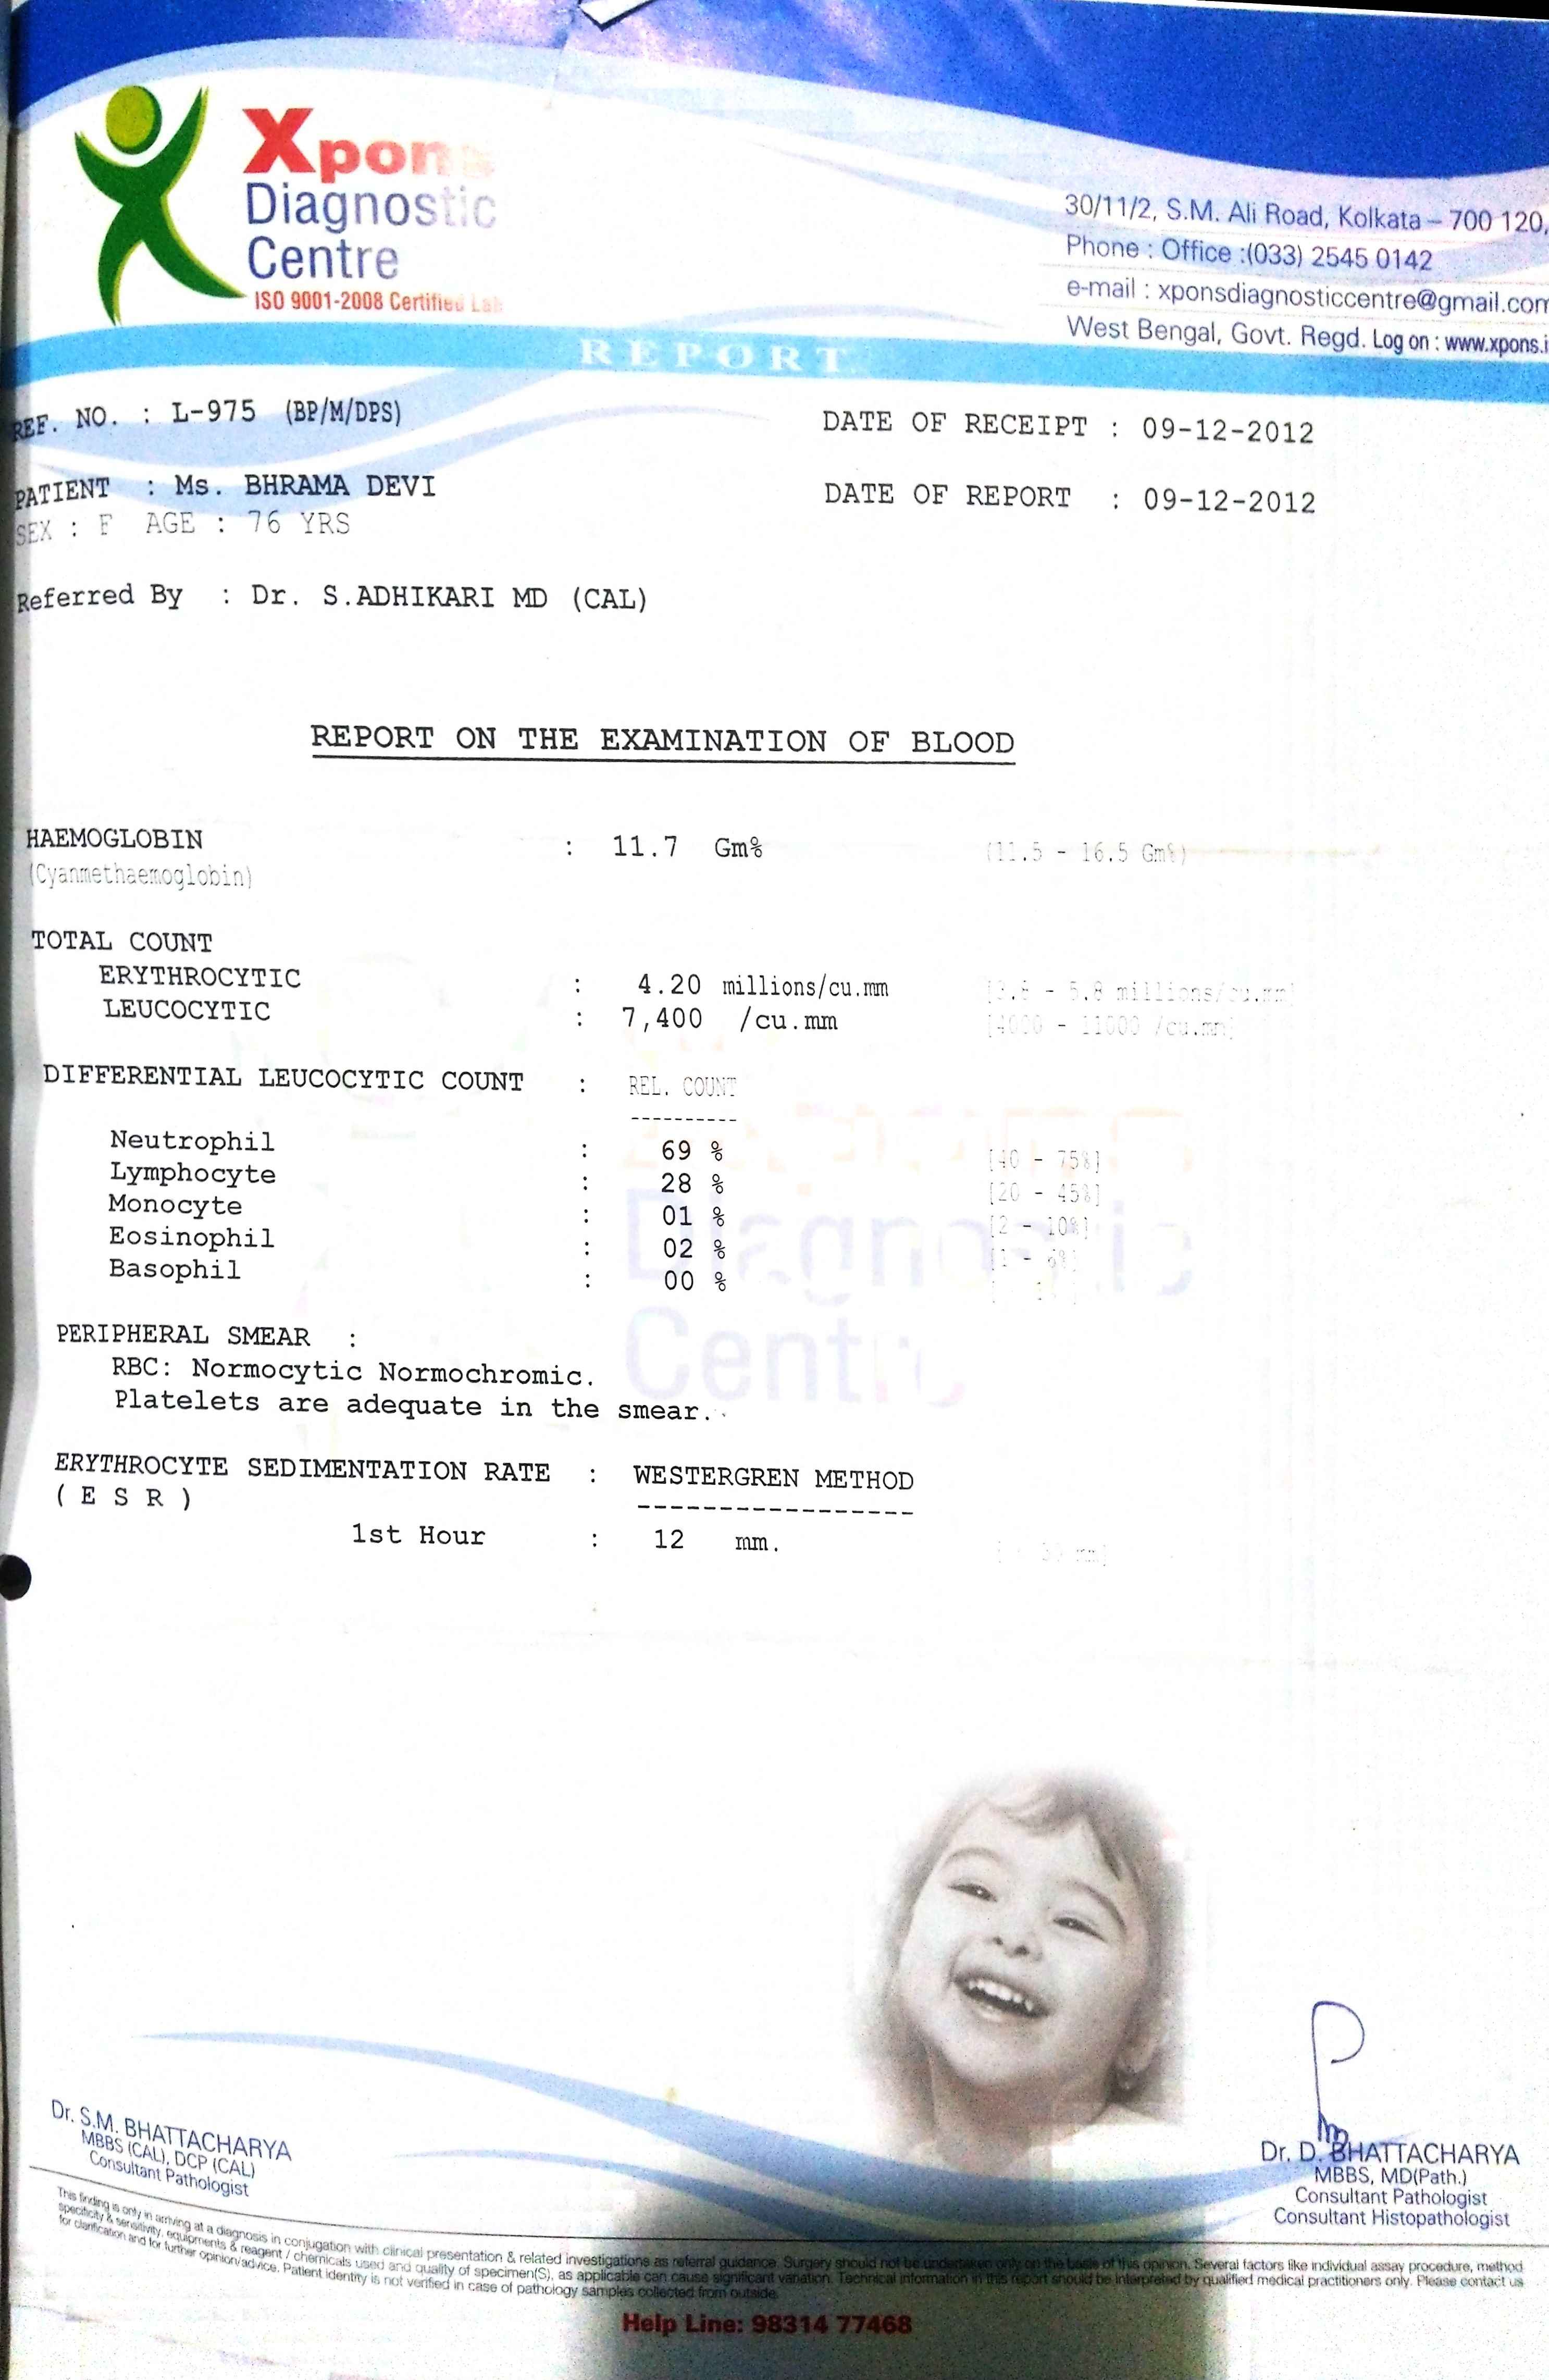 Xpons
Diagnostic
Centre
ISO 9001-2008 Certified Lab
30/11/2, S.M. Ali Road, Kolkata – 700 120,
Phone : Office :(033) 2545 0142
e-mail : xponsdiagnosticcentre@gmail.com
West Bengal, Govt. Regd. Log on : www.xpons.i
REPORT
REF. NO. : L-975 (BP/M/DPS)
DATE OF RECEIPT : 09-12-2012
PATIENT : Ms. BHRAMA DEVI
DATE OF REPORT : 09-12-2012
SEX : F AGE : 76 YRS
Referred By : Dr. S.ADHIKARI MD (CAL)
REPORT ON THE EXAMINATION OF BLOOD
HAEMOGLOBIN : 11.7 Gm% (11.5 - 16.5 Gm%)
(Cyanmethaemoglobin)
TOTAL COUNT
ERYTHROCYTIC : 4.20 millions/cu.mm - 5.8 millions/cu.mm]
LEUCOCYTIC : 7,400 /cu.mm [4000 - 11000 /cu.mm]
DIFFERENTIAL LEUCOCYTIC COUNT : REL. COUNT
----------
Neutrophil : 69 % [40 - 75%]
Lymphocyte : 28 % [20 - 45%]
Monocyte : 01 % [2 - 10%]
Eosinophil : 02 % [1 - 6%]
Basophil : 00 %
PERIPHERAL SMEAR :
RBC: Normocytic Normochromic.
Platelets are adequate in the smear.
ERYTHROCYTE SEDIMENTATION RATE : WESTERGREN METHOD
( E S R ) -----------------
1st Hour : 12 mm. mm]
Diagnostic
Centr
Dr. S.M. BHATTACHARYA
MBBS (CAL), DCP (CAL)
Consultant Pathologist
Dr. D. BHATTACHARYA
MBBS, MD(Path.)
Consultant Pathologist
Consultant Histopathologist
This finding is only in arriving at a diagnosis in conjugation with clinical presentation & related investigations as referral guidance. Surgery should not be undertaken only on the basis of this opinion. Several factors like individual assay procedure, method
specificity & sensitivity, equipments & reagent / chemicals used and quality of specimen(S), as applicable can cause significant variation. Technical information in this report should be interpreted by qualified medical practitioners only. Please contact us
for clarification and for further opinion/advice. Patient identity is not verified in case of pathology samples collected from outside.
Help Line: 98314 77468